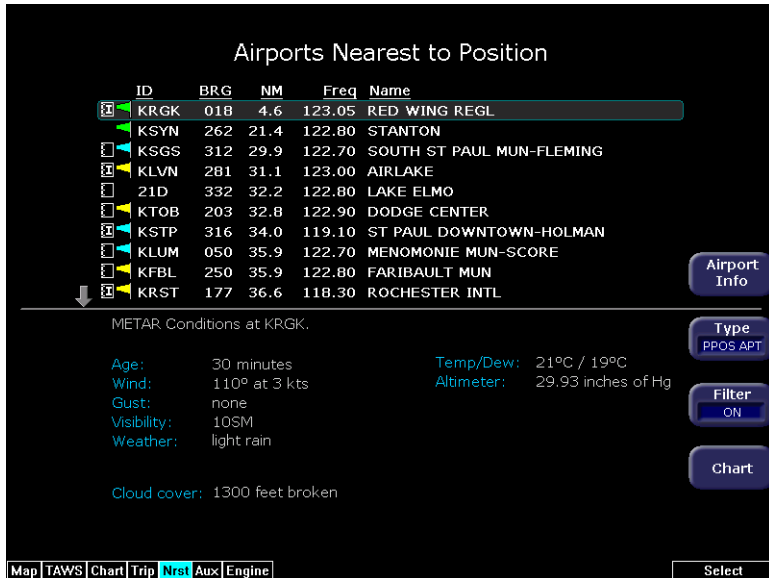 Airports Nearest to Position
ID BRG NM Freq Name
I KRGK 018 4.6 123.05 RED WING REGL
KSYN 262 21.4 122.80 STANTON
KSGS 312 29.9 122.70 SOUTH ST PAUL MUN-FLEMING
I KLVN 281 31.1 123.00 AIRLAKE
21D 332 32.2 122.80 LAKE ELMO
KTOB 203 32.8 122.90 DODGE CENTER
I KSTP 316 34.0 119.10 ST PAUL DOWNTOWN-HOLMAN
KLUM 050 35.9 122.70 MENOMONIE MUN-SCORE
KFBL 250 35.9 122.80 FARIBAULT MUN
I KRST 177 36.6 118.30 ROCHESTER INTL
Airport
Info
METAR Conditions at KRGK.
Type
PPOS APT
Age: 30 minutes Temp/Dew: 21ºC / 19ºC
Wind: 110º at 3 kts Altimeter: 29.93 inches of Hg
Gust: none
Filter
ON
Visibility: 10SM
Weather: light rain
Chart
Cloud cover: 1300 feet broken
Map TAWS Chart Trip Nrst Aux Engine Select